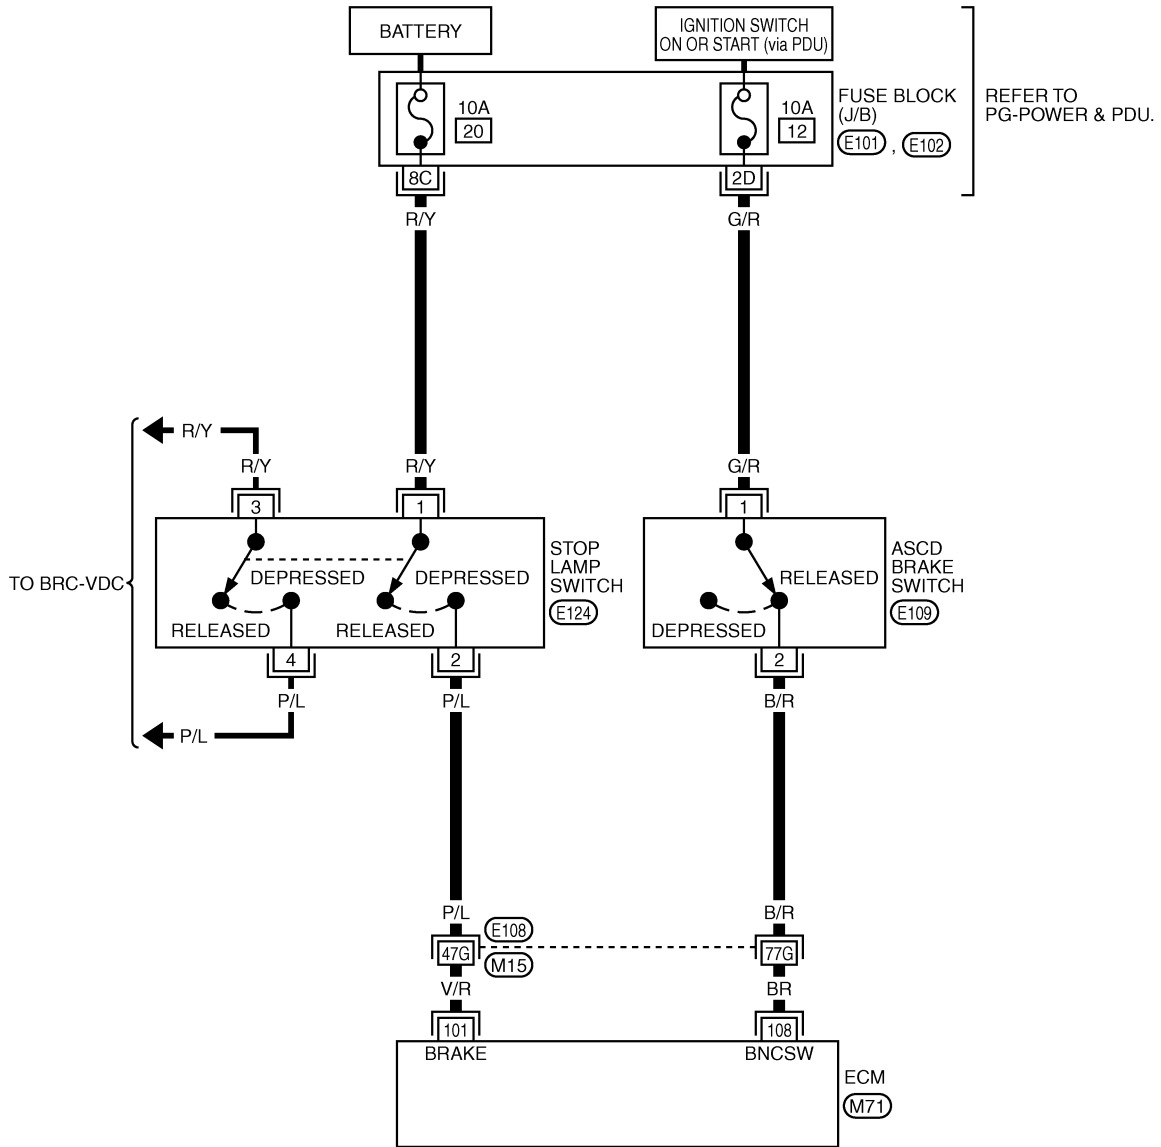 BATTERY
IGNITION SWITCH
ON OR START (via PDU)
10A
20
10A
12
FUSE BLOCK
(J/B)
E101 , E102
REFER TO
PG-POWER & PDU.
8C
2D
R/Y
G/R
R/Y
R/Y
R/Y
G/R
3
1
1
TO BRC-VDC
DEPRESSED
DEPRESSED
RELEASED
RELEASED
STOP
LAMP
SWITCH
E124
RELEASED
DEPRESSED
ASCD
BRAKE
SWITCH
E109
4
2
2
P/L
P/L
B/R
P/L
P/L
B/R
E108
47G
77G
M15
V/R
BR
101
108
BRAKE
BNCSW
ECM
M71